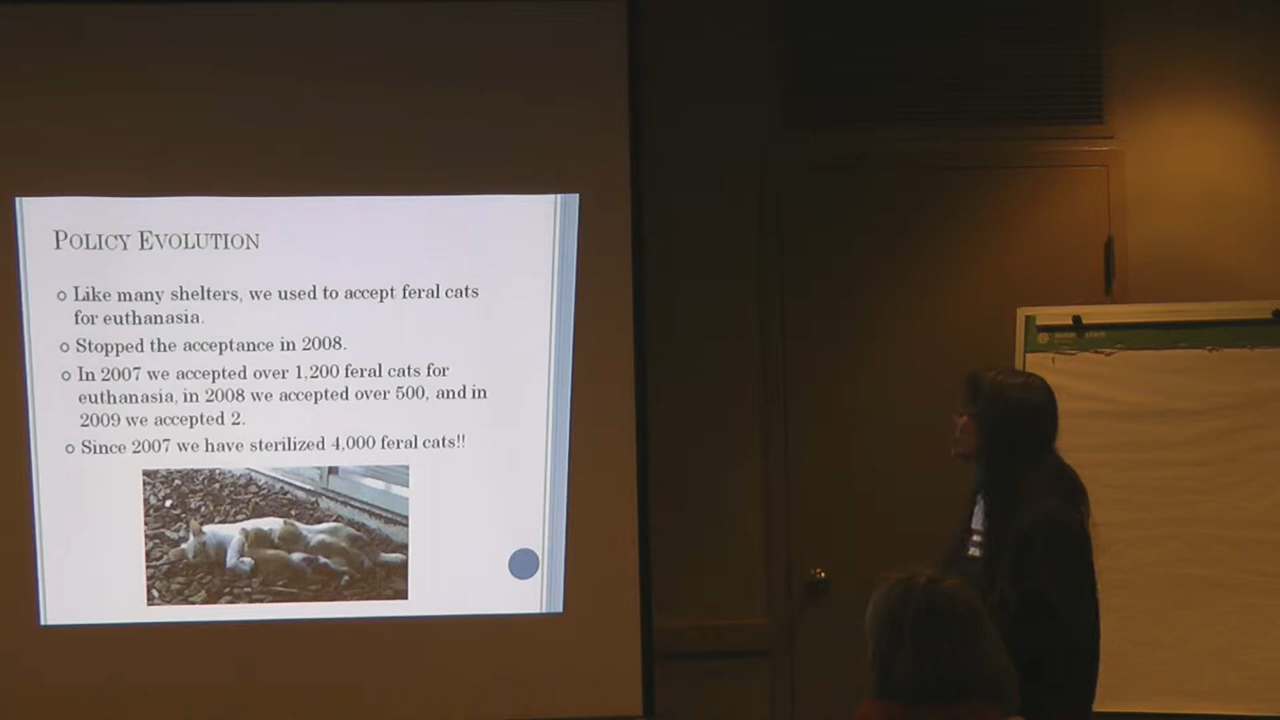 POLICY EVOLUTION
Like many shelters, we used to accept feral cats
for euthanasia.
Stopped the acceptance in 2008.
In 2007 we accepted over 1,200 feral cats for
euthanasia, in 2008 we accepted over 500, and in
2009 we accepted 2.
Since 2007 we have sterilized 4,000 feral cats!!